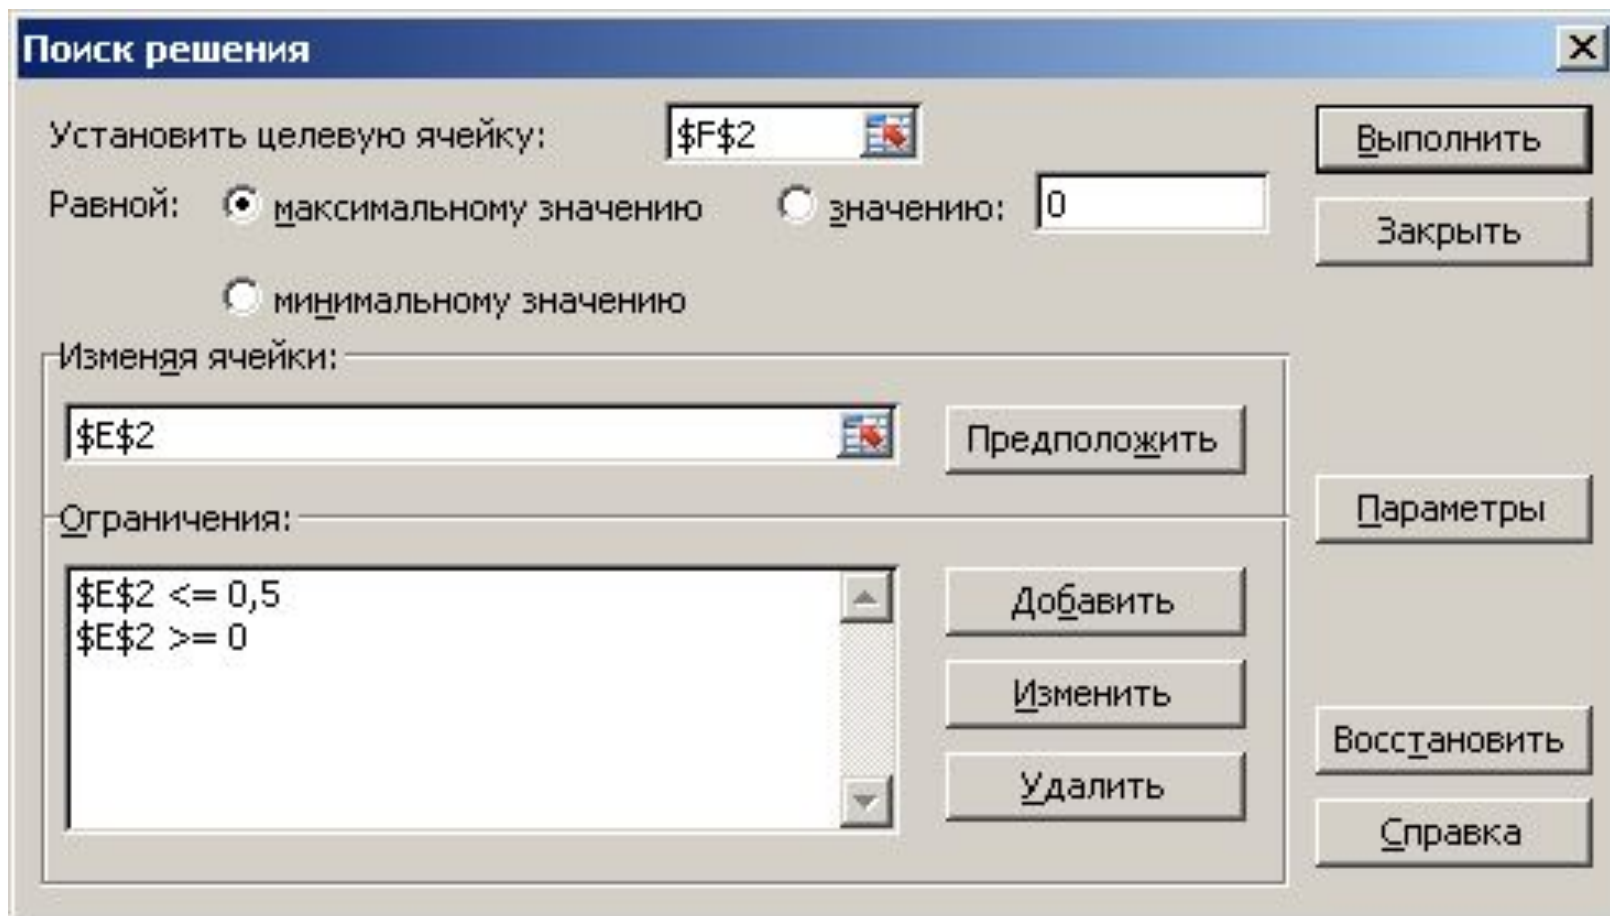 Поиск решения
Установить целевую ячейку: $F$2
Выполнить
Равной: максимальному значению значению: 0
Закрыть
минимальному значению
Изменяя ячейки:
$E$2
Предположить
Параметры
Ограничения:
$E$2 <= 0,5
$E$2 >= 0
Добавить
Изменить
Удалить
Восстановить
Справка